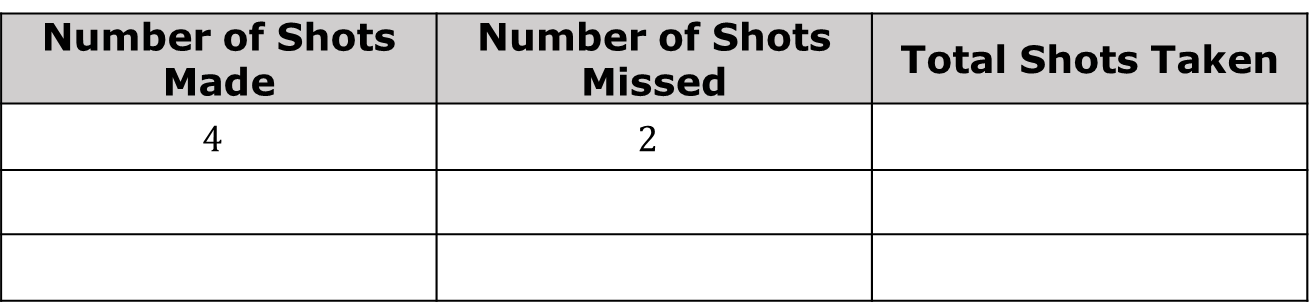 Number of Shots
Made
Number of Shots
Missed
Total Shots Taken
4
2